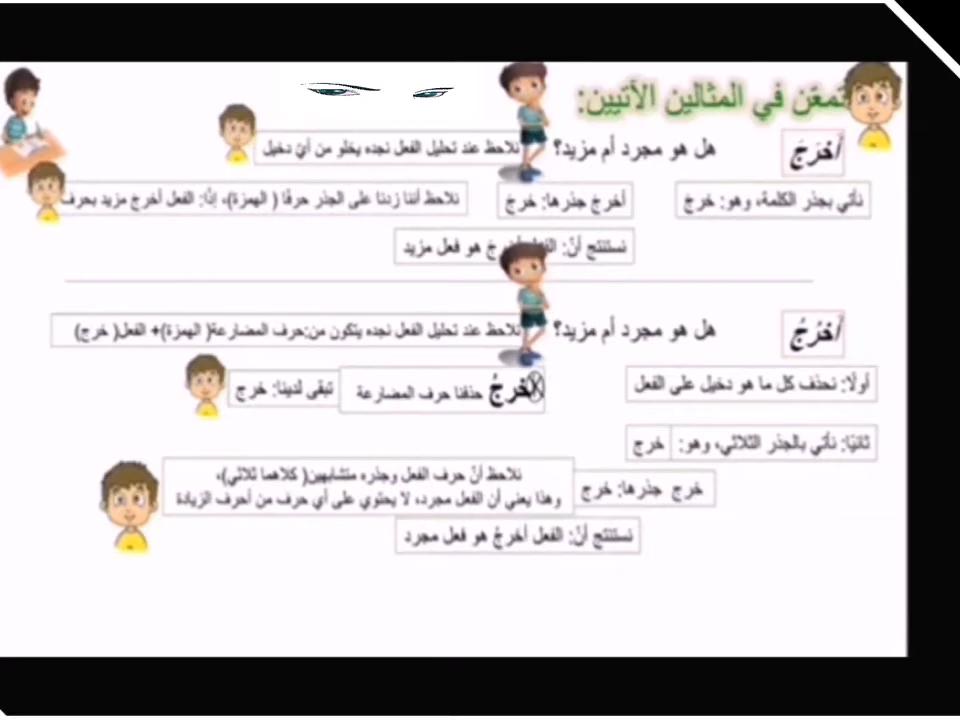 تمعّن في المثالين الآتيين:
أَخرَجَ
هل هو مجرد أم مزيد؟
نلاحظ عند تحليل الفعل نجده يخلو من أيّ دخيل
نأتي بجذر الكلمة، وهو: خرج
أخرجَ جذرها: خرجَ
نلاحظ أننا زدنا على الجذر حرفًا ( الهمزة)، إذًا: الفعل أخرجَ مزيد بحرف
نستنتج أنّ: هو فعل مزيد
أَخرُجُ
هل هو مجرد أم مزيد؟
نلاحظ عند تحليل الفعل نجده يتكون من:حرف المضارعة( الهمزة)+ الفعل( خرج)
أولًا: نحذف كل ما هو دخيل على الفعل
خرجُ حذفنا حرف المضارعة
تبقى لدينا: خرج
ثانيًا: نأتي بالجذر الثلاثي، وهو: خرج
خرج جذرها: خرج
نلاحظ أنّ حرف الفعل وجذره متشابهين( كلاهما ثلاثي)،
وهذا يعني أن الفعل مجرد، لا يحتوي على أي حرف من أحرف الزيادة
نستنتج أنّ: الفعل أخرجُ هو فعل مجرد